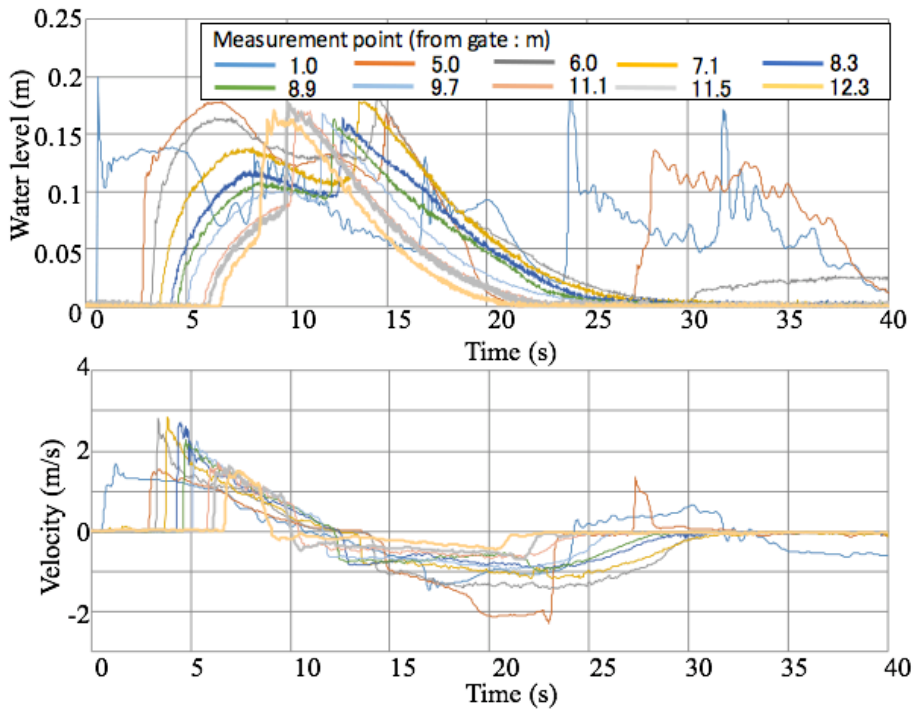 0.25
Measurement point (from gate : m)
1.0 5.0 6.0 7.1 8.3
8.9 9.7 11.1 11.5 12.3
0.2
0.15
0.1
0.05
0
Water level (m)
0 5 10 15 20 25 30 35 40
Time (s)
4
2
0
-2
-4
Velocity (m/s)
0 5 10 15 20 25 30 35 40
Time (s)